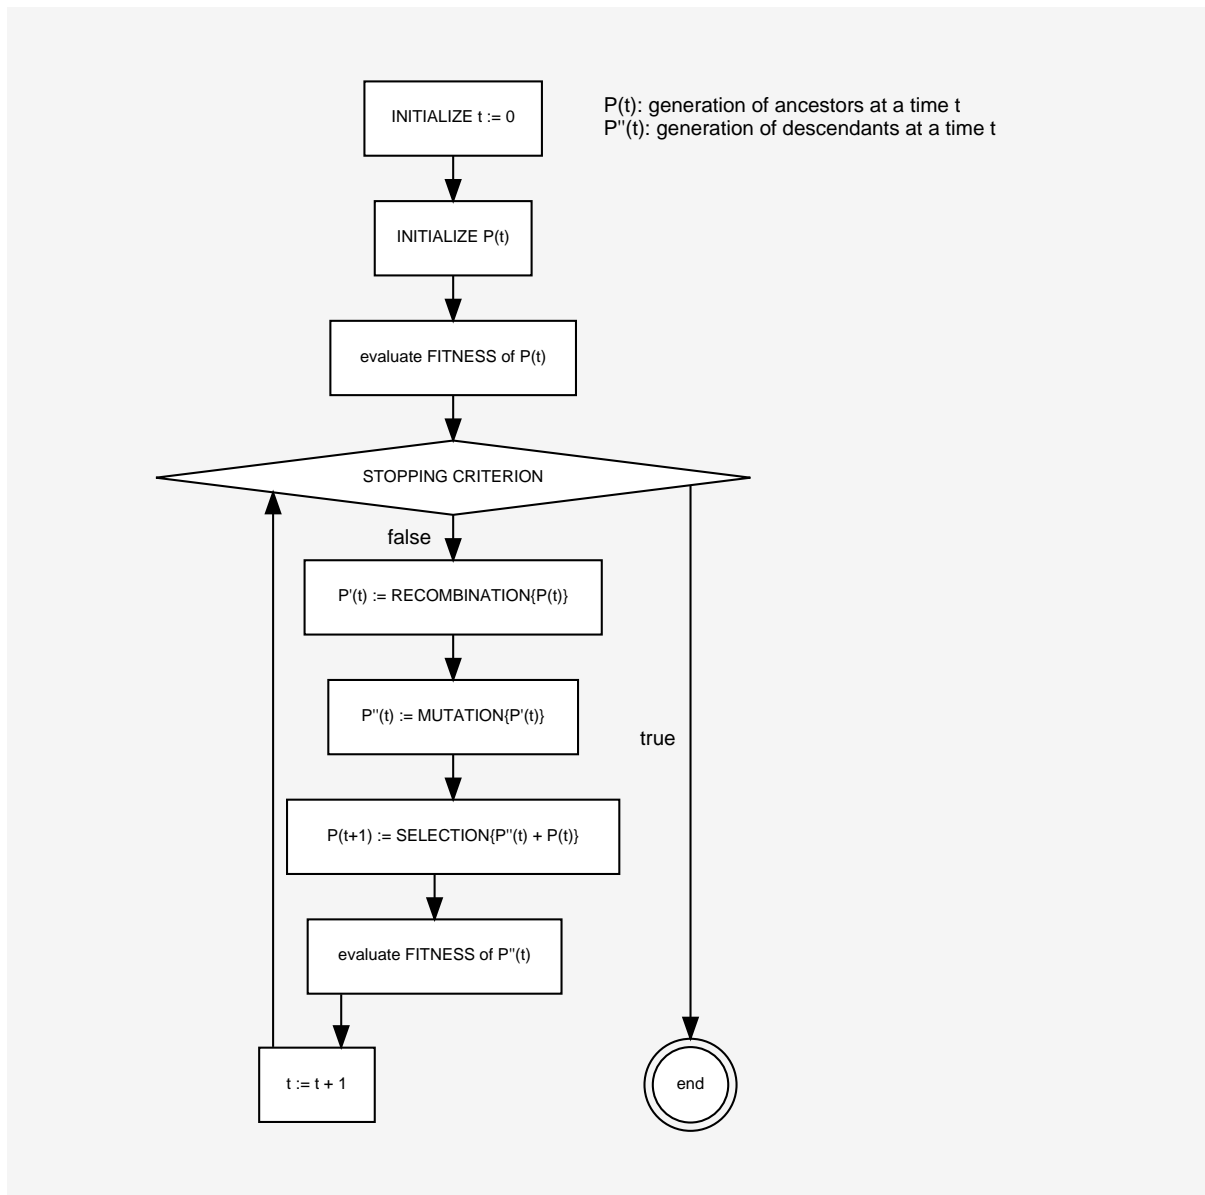 INITIALIZE t := 0
P(t): generation of ancestors at a time t
P''(t): generation of descendants at a time t
INITIALIZE P(t)
evaluate FITNESS of P(t)
STOPPING CRITERION
false
P'(t) := RECOMBINATION{P(t)}
P''(t) := MUTATION{P'(t)}
true
P(t+1) := SELECTION{P''(t) + P(t)}
evaluate FITNESS of P''(t)
t := t + 1
end